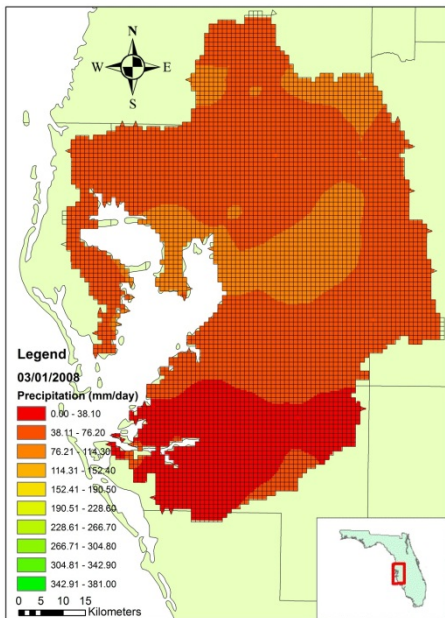 N
W E
S
Legend
03/01/2008
Precipitation (mm/day)
0.00 - 38.10
38.11 - 76.20
76.21 - 114.30
114.31 - 152.40
152.41 - 190.50
190.51 - 228.60
228.61 - 266.70
266.71 - 304.80
304.81 - 342.90
342.91 - 381.00
0 5 10 15
Kilometers